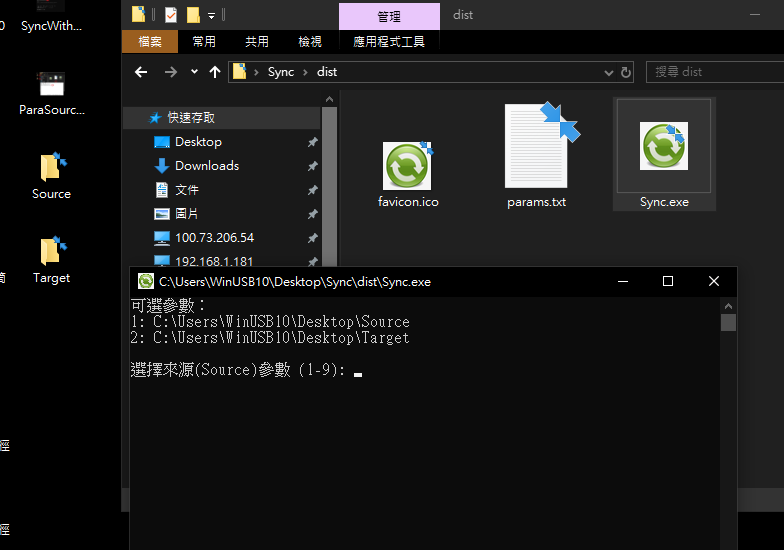 SyncWith...
ParaSourc...
Source
Target
管理
dist
檔案
常用
共用
檢視
應用程式工具
Sync
dist
搜尋 dist
快速存取
Desktop
Downloads
文件
圖片
100.73.206.54
192.168.1.181
favicon.ico
params.txt
Sync.exe
C:\Users\WinUSB10\Desktop\Sync\dist\Sync.exe
可選參數：
1: C:\Users\WinUSB10\Desktop\Source
2: C:\Users\WinUSB10\Desktop\Target
選擇來源(Source)參數 (1-9):